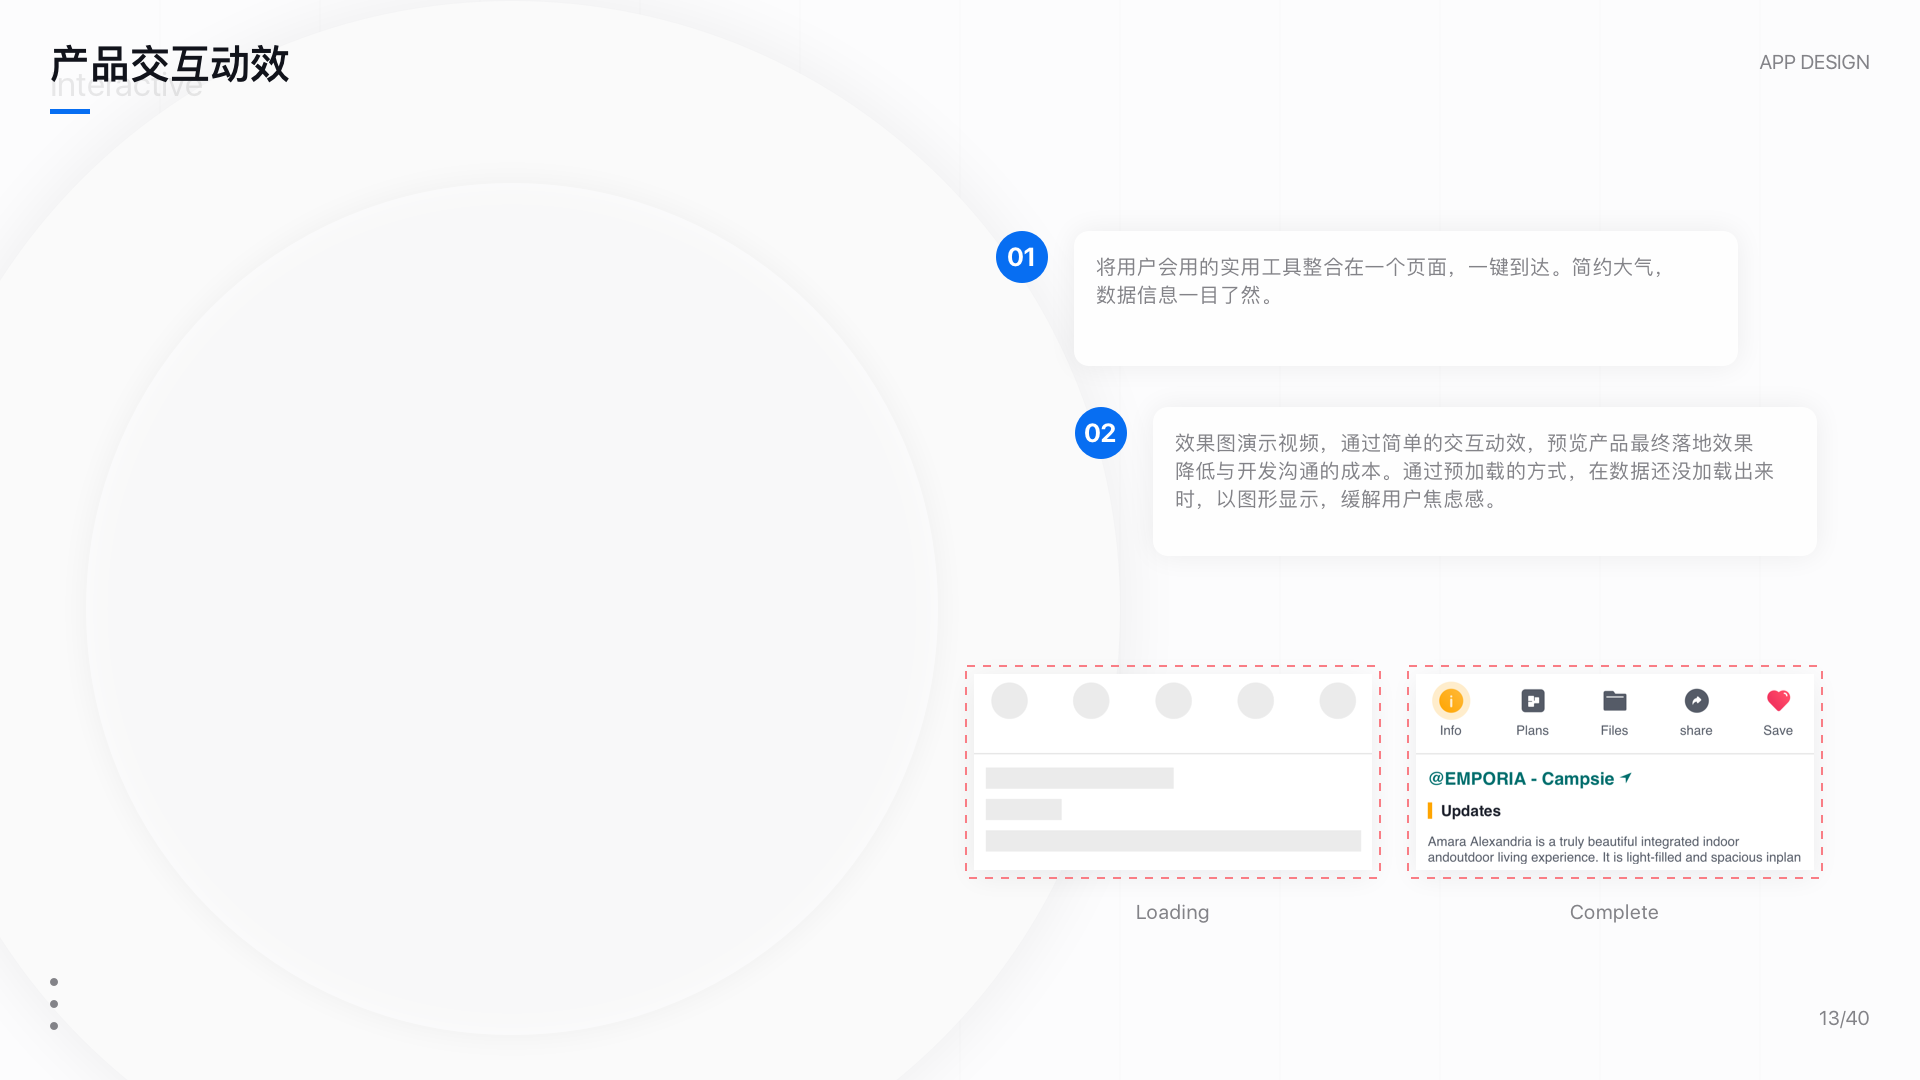 产品交互动效
interactive
APP DESIGN
01
将用户会用的实用工具整合在一个页面，一键到达。简约大气，
数据信息一目了然。
02
效果图演示视频，通过简单的交互动效，预览产品最终落地效果
降低与开发沟通的成本。通过预加载的方式，在数据还没加载出来
时，以图形显示，缓解用户焦虑感。
Info
Plans
Files
share
Save
@EMPORIA - Campsie
Updates
Amara Alexandria is a truly beautiful integrated indoor
andoutdoor living experience. It is light-filled and spacious inplan
Loading
Complete
13/40